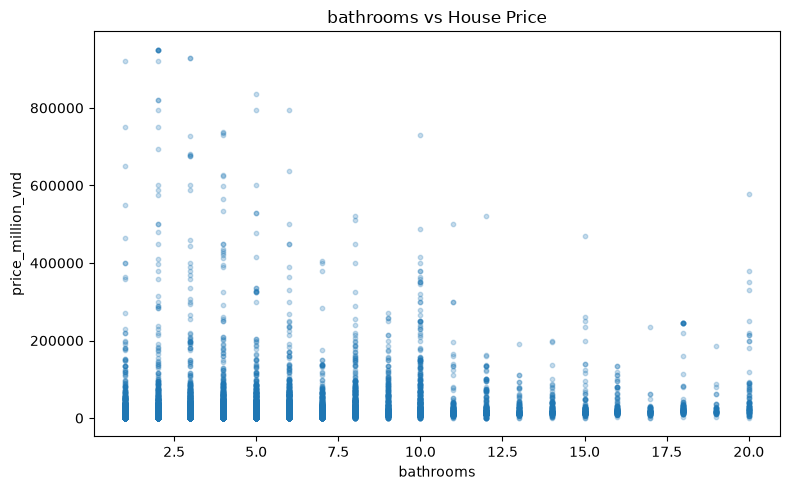 bathrooms vs House Price
price_million_vnd
800000
600000
400000
200000
0
2.5 5.0 7.5 10.0 12.5 15.0 17.5 20.0
bathrooms